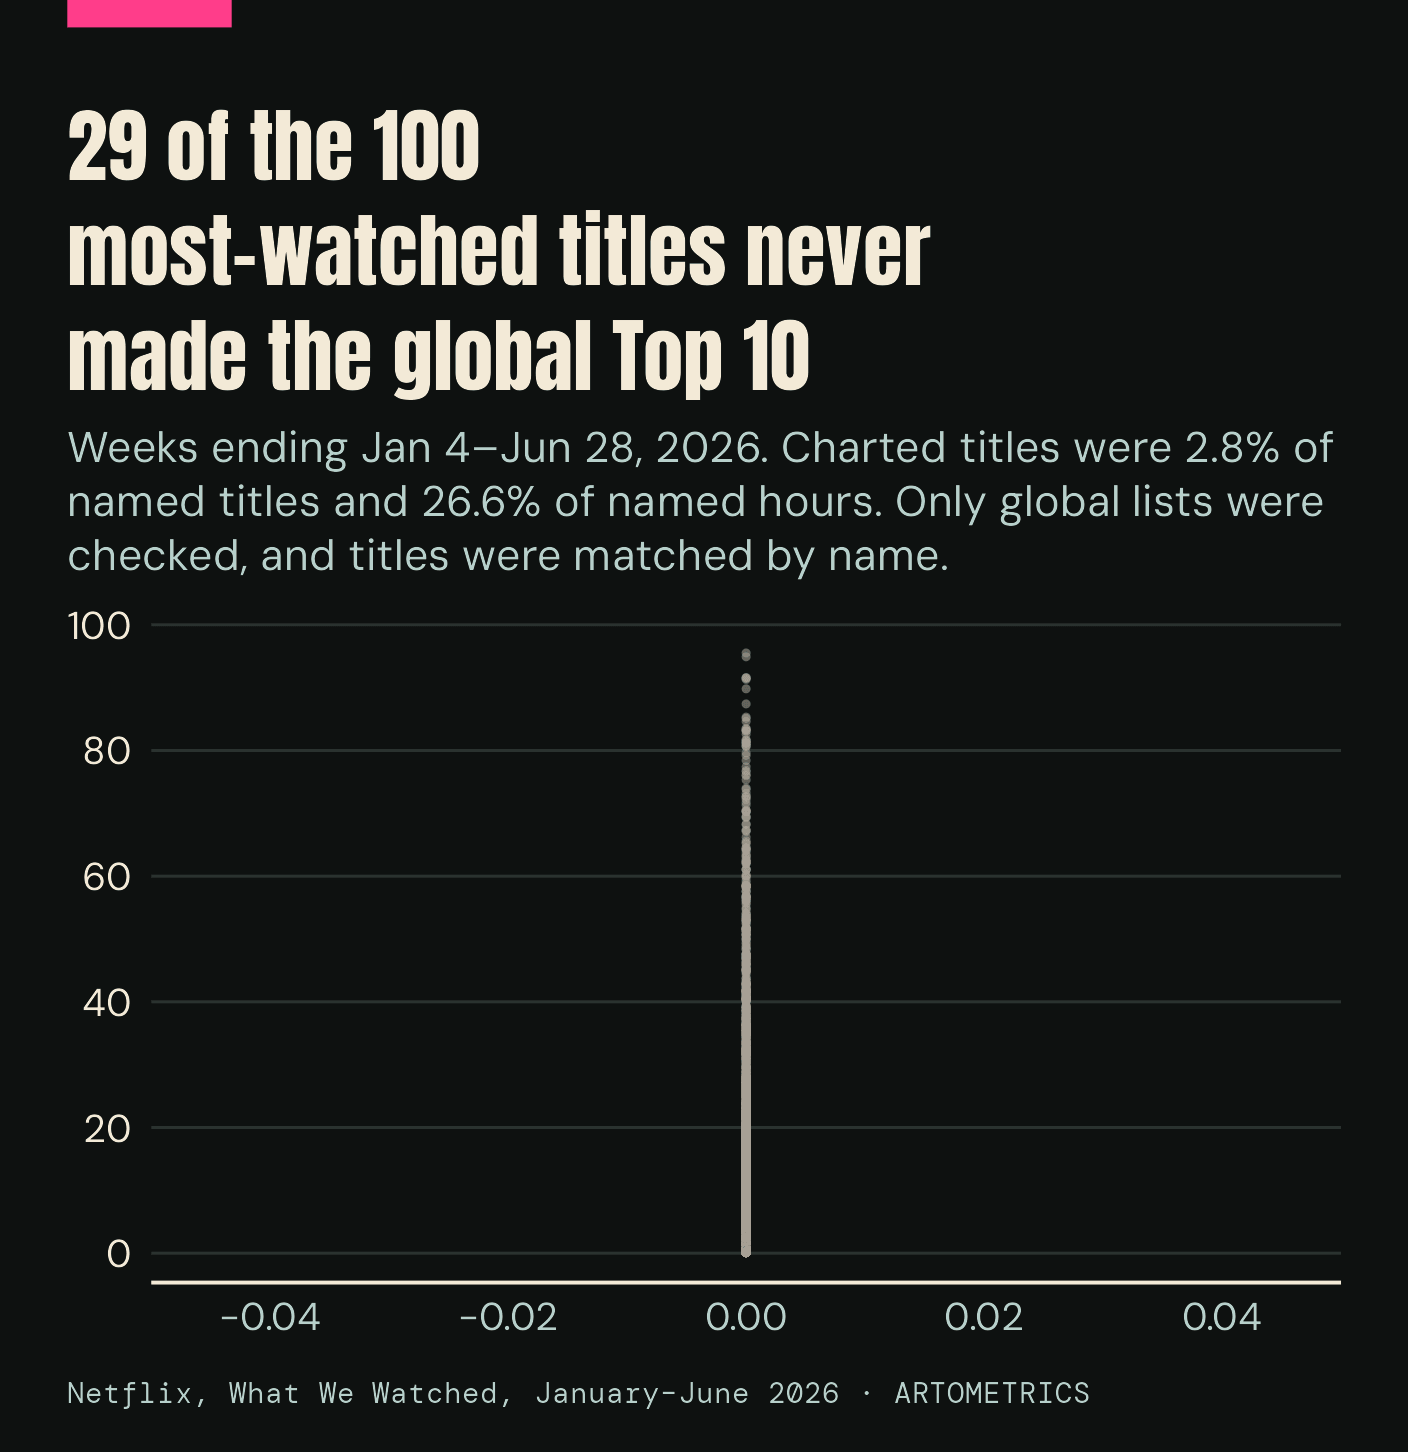 29 of the 100
most-watched titles never
made the global Top 10
Weeks ending Jan 4–Jun 28, 2026. Charted titles were 2.8% of
named titles and 26.6% of named hours. Only global lists were
checked, and titles were matched by name.
100
80
60
40
20
0
−0.04 −0.02 0.00 0.02 0.04
Netflix, What We Watched, January–June 2026 · ARTOMETRICS